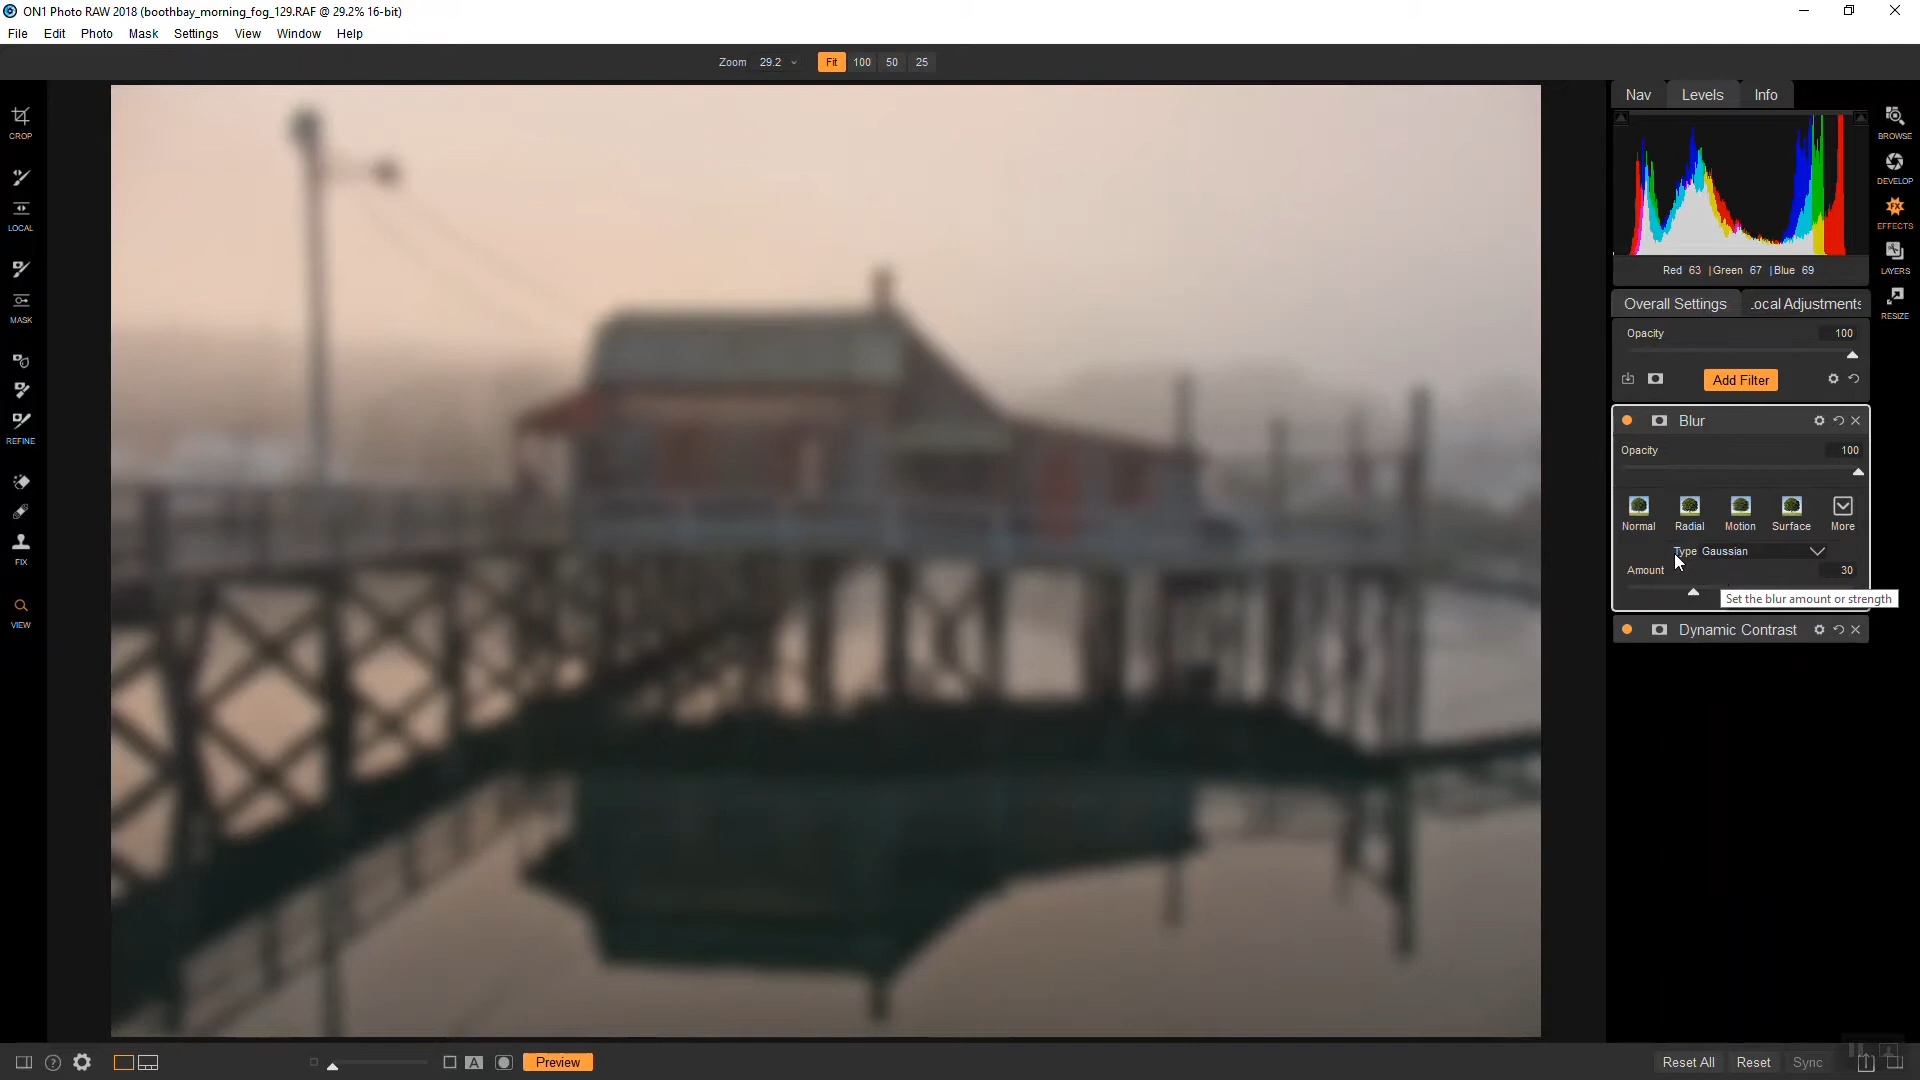 ON1 Photo RAW 2018 (boothbay_morning_fog_129.RAF @ 29.2% 16-bit)
File Edit Photo Mask Settings View Window Help
Zoom 29.2 Fit 100 50 25
Nav Levels Info
CROP
LOCAL
MASK
REFINE
FIX
VIEW
Red 63 |Green 67 |Blue 69
Overall Settings ocal Adjustments
Opacity 100
Add Filter
Blur
Opacity 100
Normal Radial Motion Surface More
Type Gaussian
Amount 30
Set the blur amount or strength
Dynamic Contrast
BROWSE
DEVELOP
FX
EFFECTS
LAYERS
RESIZE
? A Preview
Reset All Reset Sync